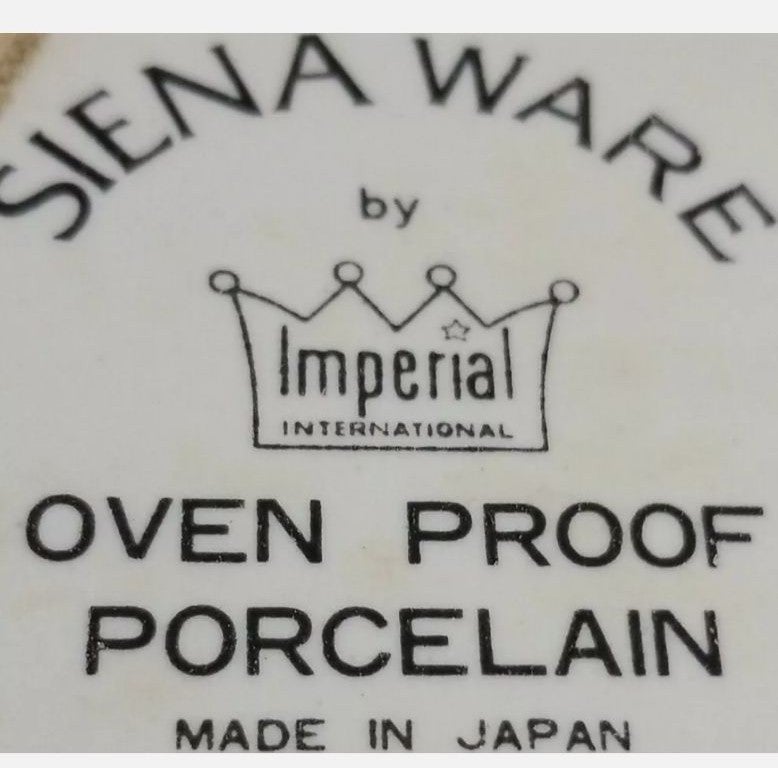 SIENA WARE
by
Imperial
INTERNATIONAL
OVEN PROOF
PORCELAIN
MADE IN JAPAN